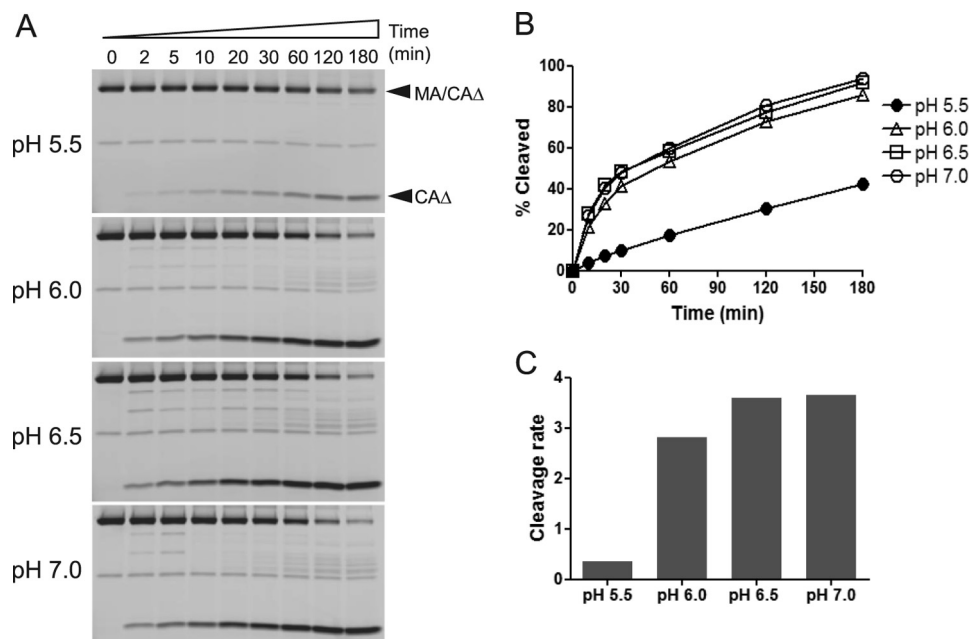 A
Time
(min)
0 2 5 10 20 30 60 120 180
MA/CAΔ
pH 5.5
CAΔ
pH 6.0
pH 6.5
pH 7.0
B
100
80
60
40
20
0
% Cleaved
0 30 60 90 120 150 180
Time (min)
pH 5.5
pH 6.0
pH 6.5
pH 7.0
C
4
3
2
1
0
Cleavage rate
pH 5.5 pH 6.0 pH 6.5 pH 7.0